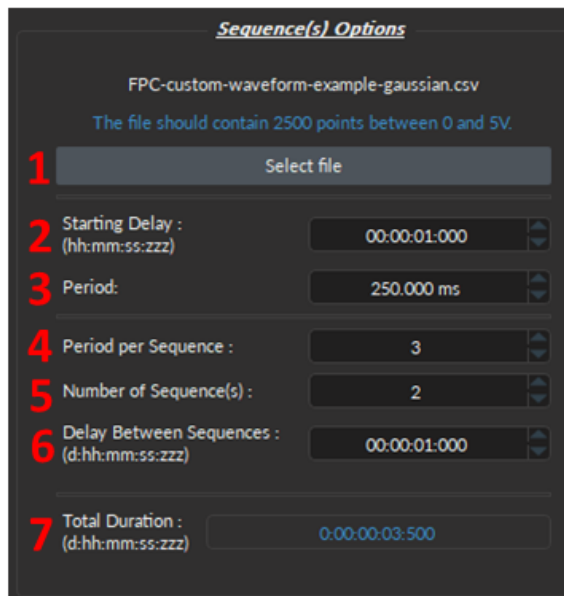 Sequence(s) Options
FPC-custom-waveform-example-gaussian.csv
The file should contain 2500 points between 0 and 5V.
1 Select file
2 Starting Delay : 00:00:01:000
(hh:mm:ss:zzz)
3 Period: 250.000 ms
4 Period per Sequence : 3
5 Number of Sequence(s) : 2
6 Delay Between Sequences : 00:00:01:000
(d:hh:mm:ss:zzz)
7 Total Duration : 0:00:00:03:500
(d:hh:mm:ss:zzz)